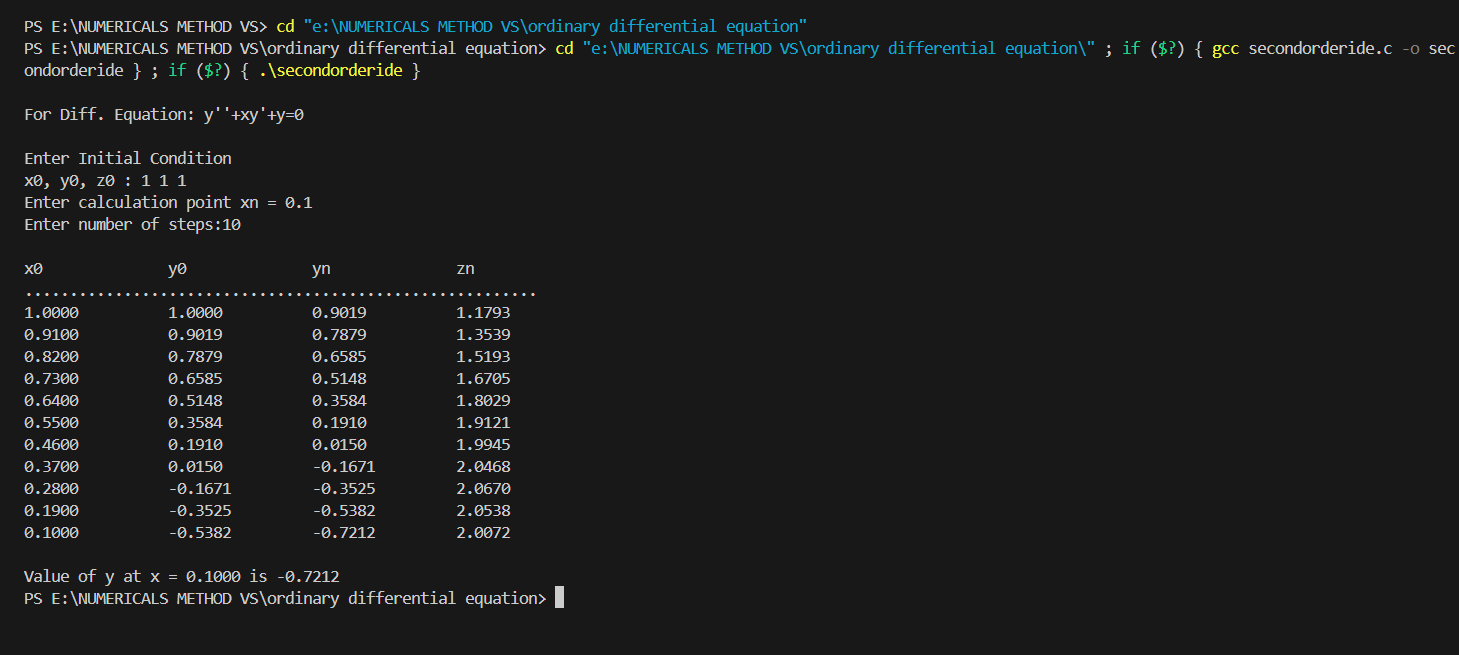 PS E:\NUMERICALS METHOD VS> cd "e:\NUMERICALS METHOD VS\ordinary differential equation"
PS E:\NUMERICALS METHOD VS\ordinary differential equation> cd "e:\NUMERICALS METHOD VS\ordinary differential equation\" ; if ($?) { gcc secondorderide.c -o sec
ondorderide } ; if ($?) { .\secondorderide }
For Diff. Equation: y''+xy'+y=0
Enter Initial Condition
x0, y0, z0 : 1 1 1
Enter calculation point xn = 0.1
Enter number of steps:10
x0 y0 yn zn
.........................................................
1.0000 1.0000 0.9019 1.1793
0.9100 0.9019 0.7879 1.3539
0.8200 0.7879 0.6585 1.5193
0.7300 0.6585 0.5148 1.6705
0.6400 0.5148 0.3584 1.8029
0.5500 0.3584 0.1910 1.9121
0.4600 0.1910 0.0150 1.9945
0.3700 0.0150 -0.1671 2.0468
0.2800 -0.1671 -0.3525 2.0670
0.1900 -0.3525 -0.5382 2.0538
0.1000 -0.5382 -0.7212 2.0072
Value of y at x = 0.1000 is -0.7212
PS E:\NUMERICALS METHOD VS\ordinary differential equation>